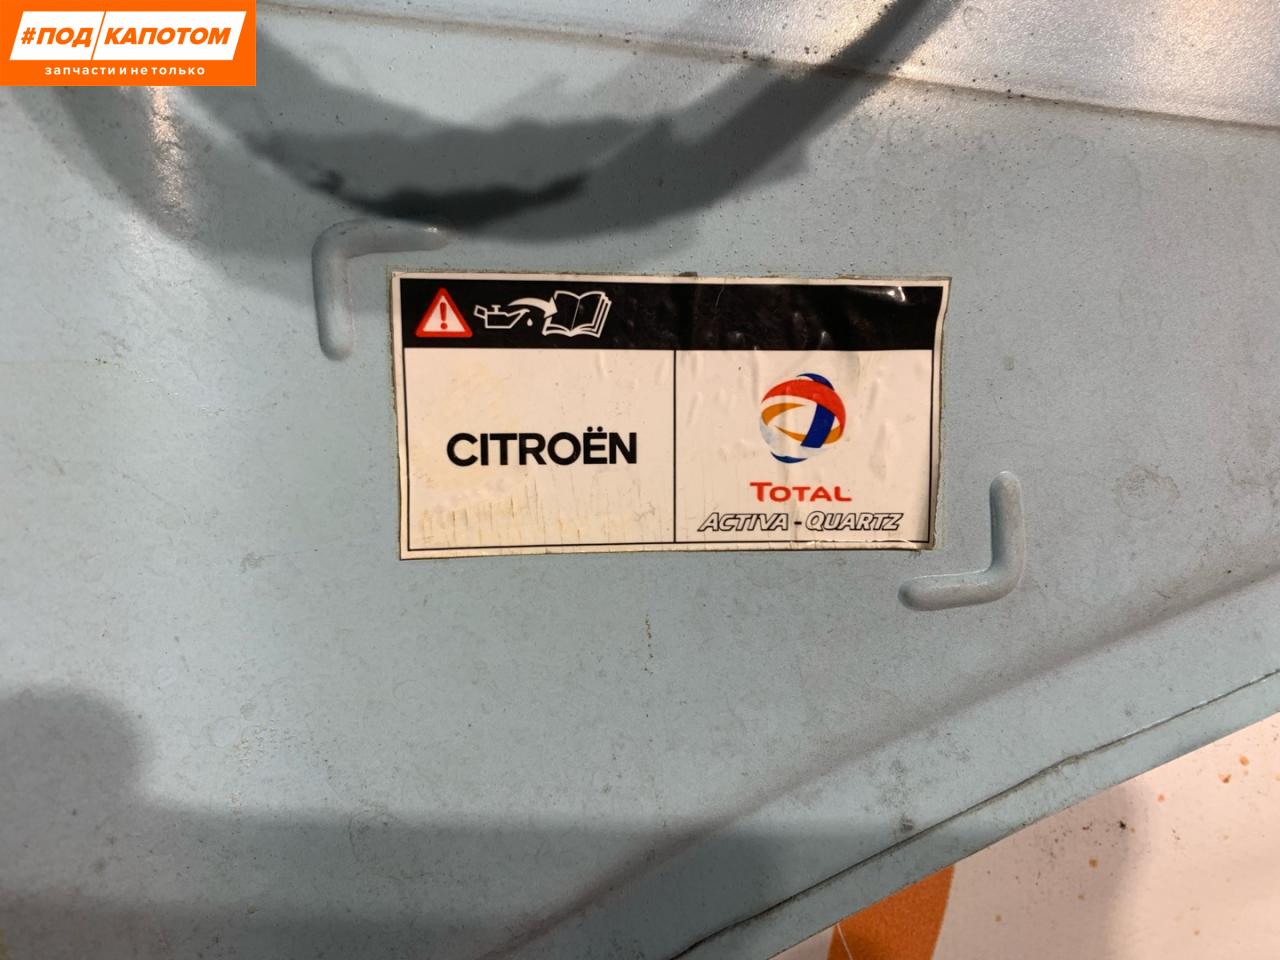 #ПОД КАПОТОМ
запчасти и не только
CITROËN
TOTAL
ACTIVA - QUARTZ